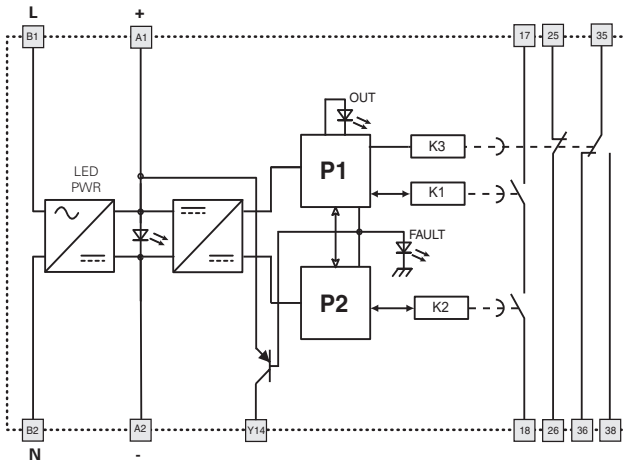 L +
B1 A1 17 25 35
OUT
K3
P1
LED
PWR
K1
FAULT
P2
K2
B2 A2 Y14 18 26 36 38
N -